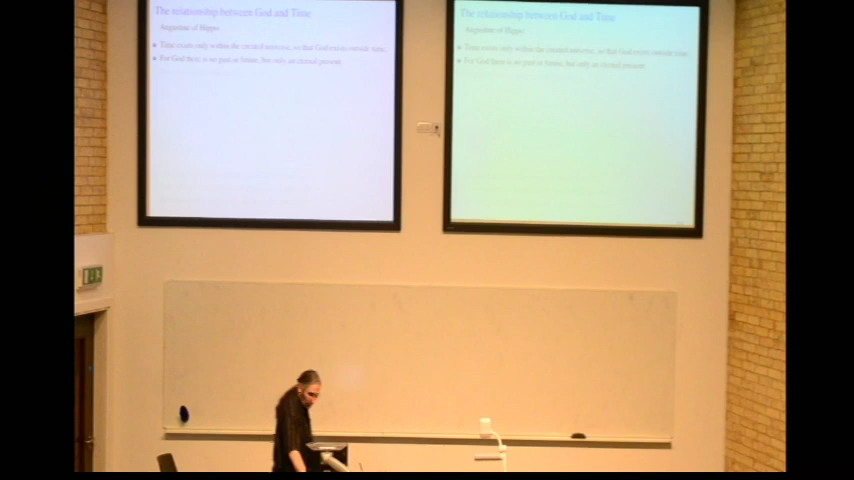 The relationship between God and Time
Augustine of Hippo
Time exists only within the created universe, so that God exists outside time.
For God there is no past or future, but only an eternal present.
The relationship between God and Time
Augustine of Hippo
Time exists only within the created universe, so that God exists outside time.
For God there is no past or future, but only an eternal present.